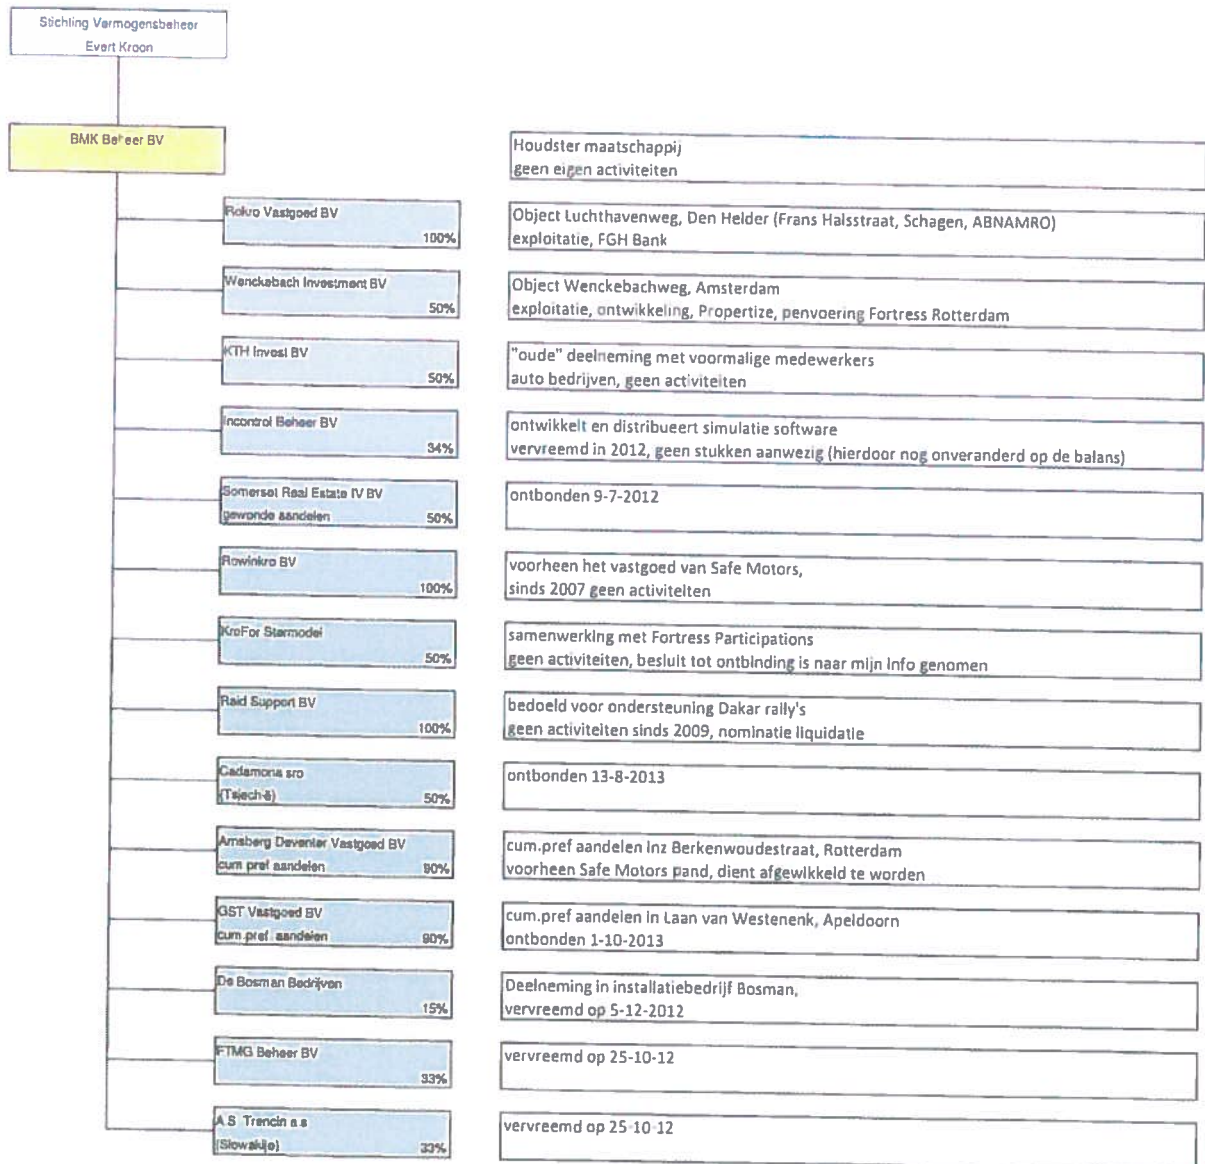 Stichting Vermogensbeheer
Evert Kroon
BMK Beheer BV
Houdster maatschappij
geen eigen activiteiten
Rokro Vastgoed BV
100%
Object Luchthavenweg, Den Helder (Frans Halsstraat, Schagen, ABNAMRO)
exploitatie, FGH Bank
Wenckebach Investment BV
50%
Object Wenckebachweg, Amsterdam
exploitatie, ontwikkeling, Propertize, penvoering Fortress Rotterdam
KTH Invest BV
50%
"oude" deelneming met voormalige medewerkers
auto bedrijven, geen activiteiten
Incontrol Beheer BV
34%
ontwikkelt en distribueert simulatie software
vervreemd in 2012, geen stukken aanwezig (hierdoor nog onveranderd op de balans)
Somerset Real Estate IV BV
gewonde aandelen
50%
ontbonden 9-7-2012
Rowinkro BV
100%
voorheen het vastgoed van Safe Motors,
sinds 2007 geen activiteiten
KroFor Stermodel
50%
samenwerking met Fortress Participations
geen activiteiten, besluit tot ontbinding is naar mijn info genomen
Raid Support BV
100%
bedoeld voor ondersteuning Dakar rally's
geen activiteiten sinds 2009, nominatie liquidatie
Cadamona sro
(Tsjech-ë)
50%
ontbonden 13-8-2013
Arnsberg Deventer Vastgoed BV
cum pref aandelen
90%
cum.pref aandelen inz Berkenwoudestraat, Rotterdam
voorheen Safe Motors pand, dient afgewikkeld te worden
GST Vastgoed BV
cum.pref. aandelen
90%
cum.pref aandelen in Laan van Westenenk, Apeldoorn
ontbonden 1-10-2013
De Bosman Bedrijven
15%
Deelneming in installatiebedrijf Bosman,
vervreemd op 5-12-2012
FTMG Beheer BV
33%
vervreemd op 25-10-12
A.S Trencin a.s
(Slowakije)
33%
vervreemd op 25-10-12